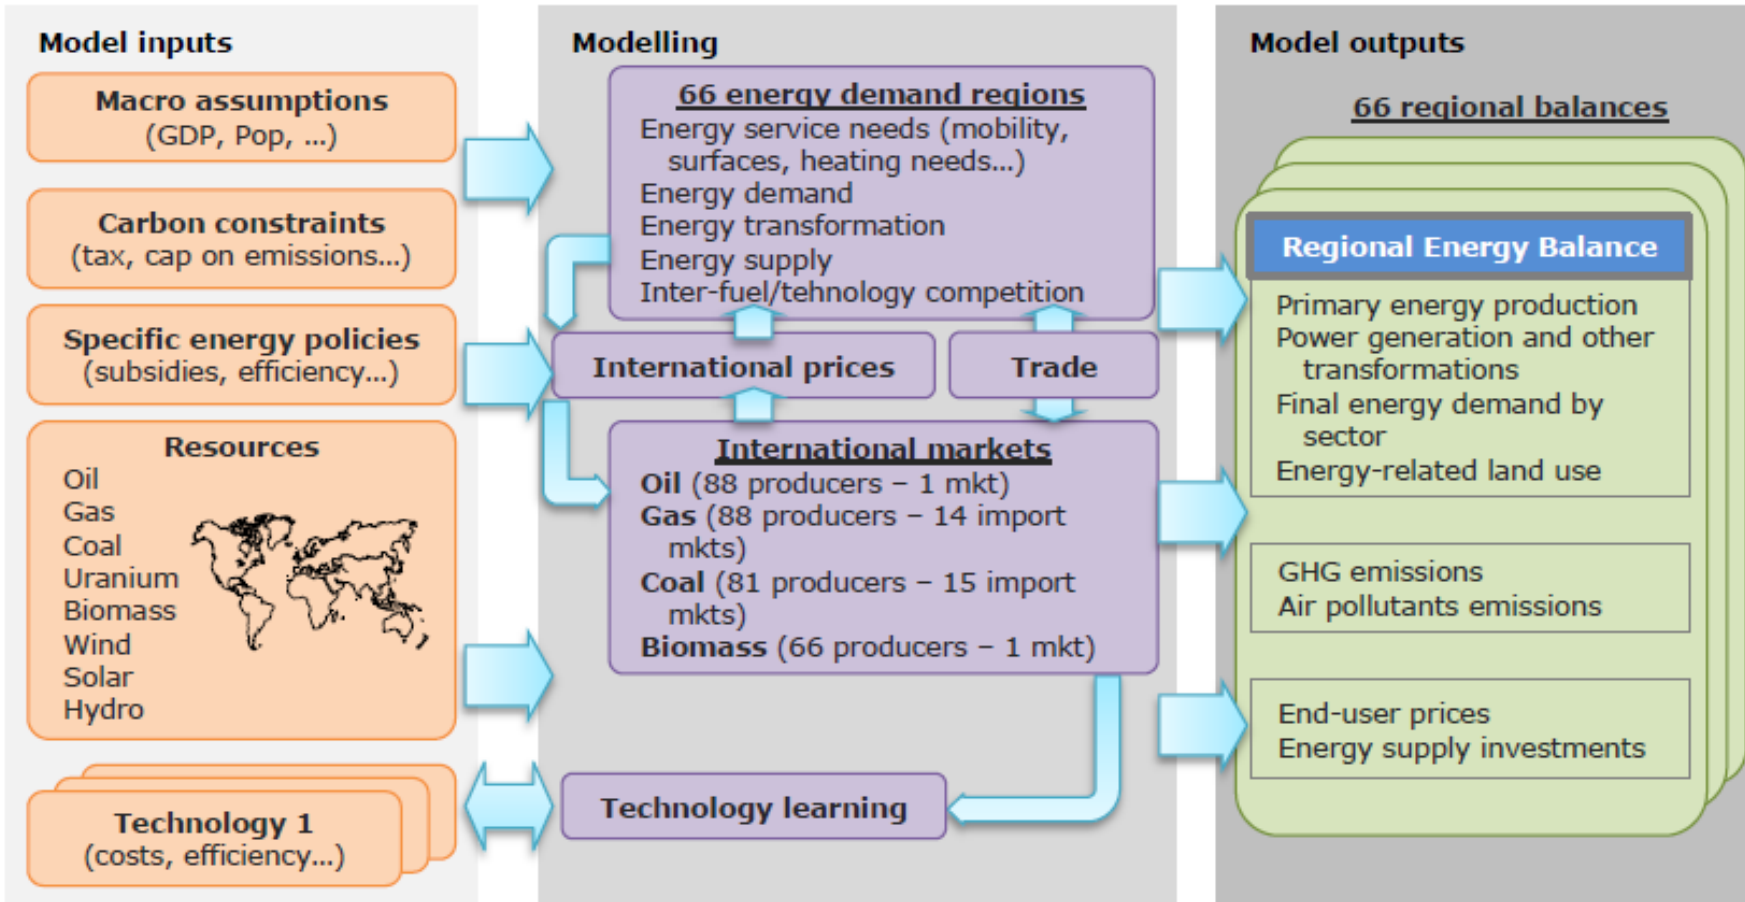 Model inputs
Macro assumptions
(GDP, Pop, ...)
Carbon constraints
(tax, cap on emissions...)
Specific energy policies
(subsidies, efficiency...)
Resources
Oil
Gas
Coal
Uranium
Biomass
Wind
Solar
Hydro
Technology 1
(costs, efficiency...)
Modelling
66 energy demand regions
Energy service needs (mobility,
surfaces, heating needs...)
Energy demand
Energy transformation
Energy supply
Inter-fuel/tehnology competition
International prices
Trade
International markets
Oil (88 producers – 1 mkt)
Gas (88 producers – 14 import
mkts)
Coal (81 producers – 15 import
mkts)
Biomass (66 producers – 1 mkt)
Technology learning
Model outputs
66 regional balances
Regional Energy Balance
Primary energy production
Power generation and other
transformations
Final energy demand by
sector
Energy-related land use
GHG emissions
Air pollutants emissions
End-user prices
Energy supply investments